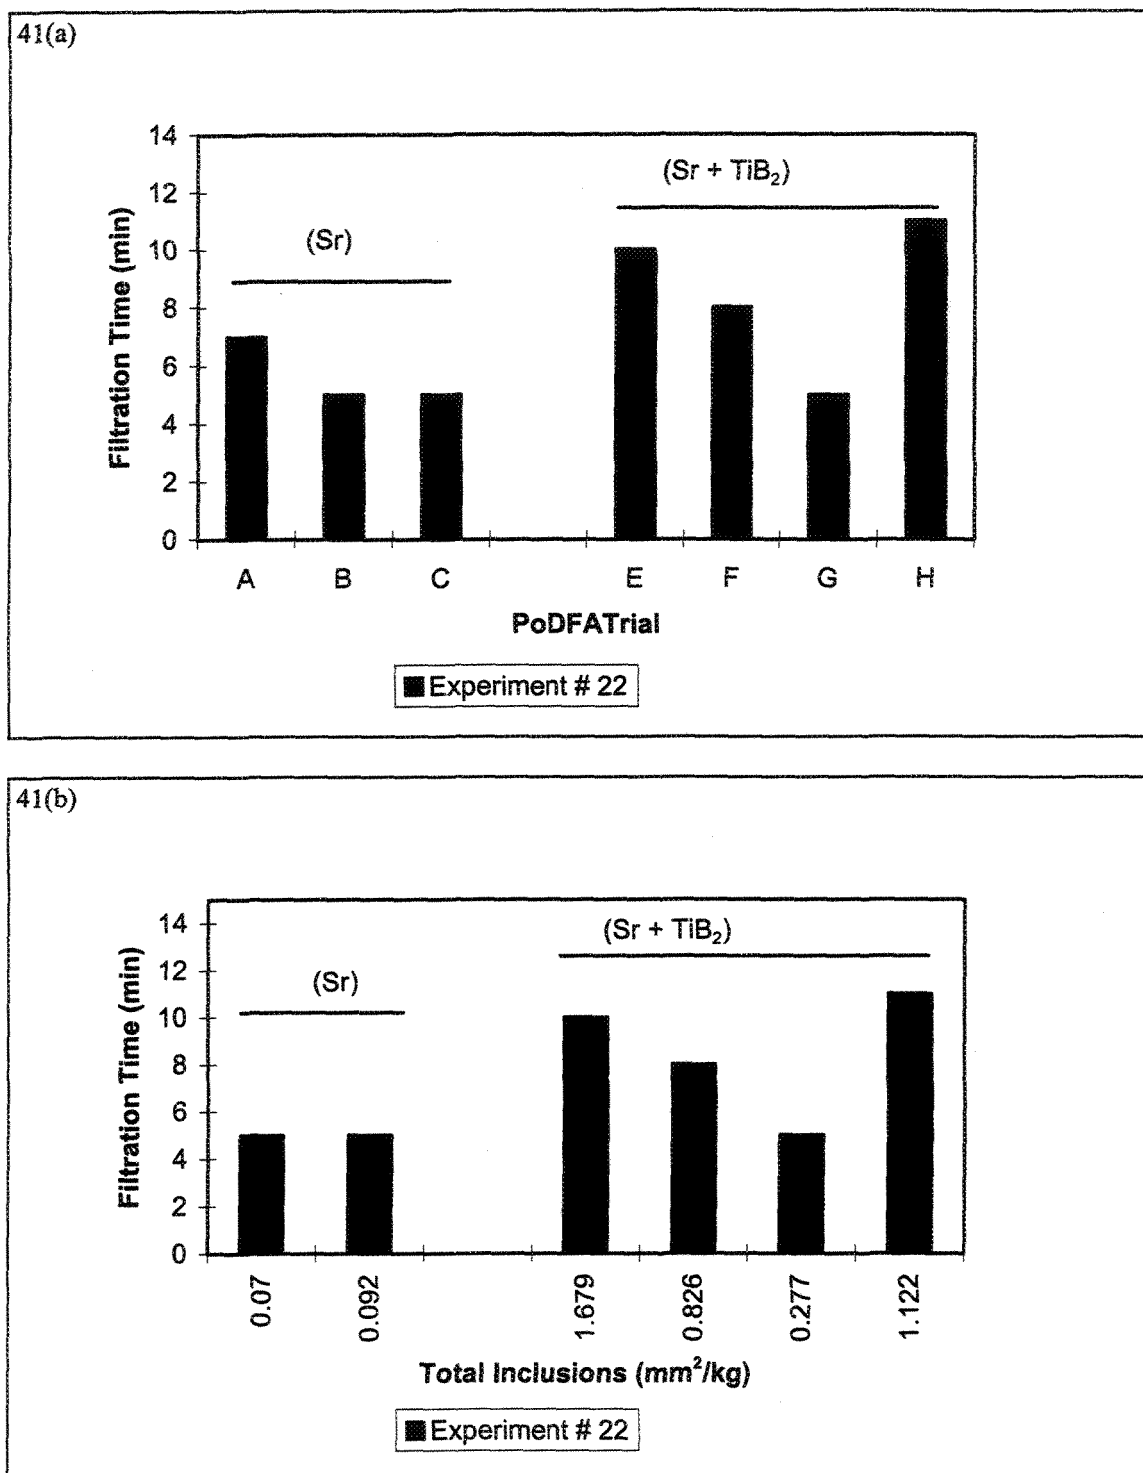 41(a)
14
12
10
8
6
4
2
0
Filtration Time (min)
(Sr)
(Sr + TiB₂)
A B C E F G H
PoDFATrial
Experiment # 22
41(b)
14
12
10
8
6
4
2
0
Filtration Time (min)
(Sr)
(Sr + TiB₂)
0.07 0.092 1.679 0.826 0.277 1.122
Total Inclusions (mm²/kg)
Experiment # 22